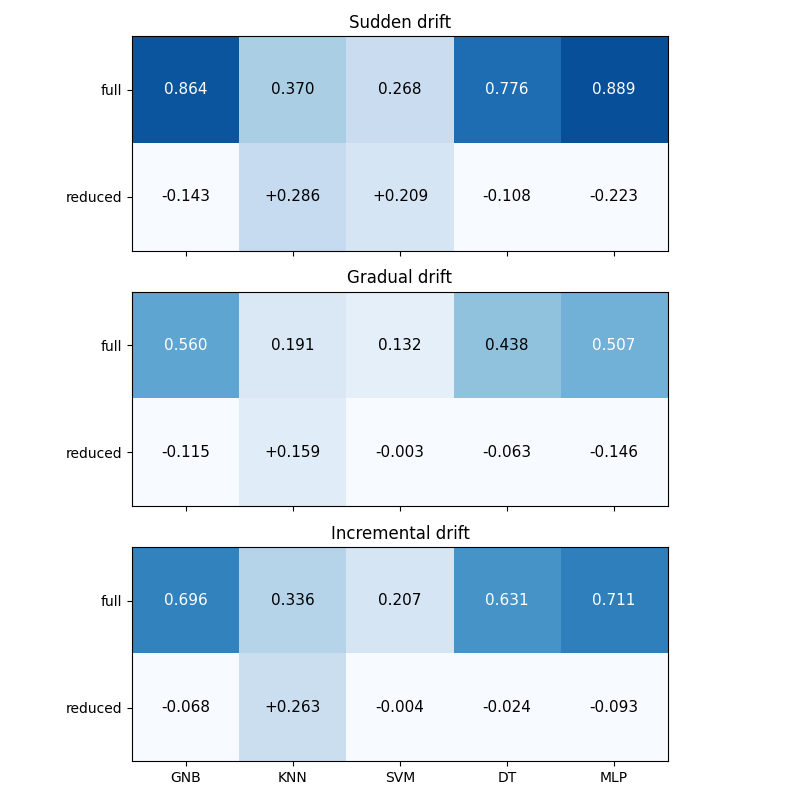 Sudden drift
full 0.864 0.370 0.268 0.776 0.889
reduced -0.143 +0.286 +0.209 -0.108 -0.223
Gradual drift
full 0.560 0.191 0.132 0.438 0.507
reduced -0.115 +0.159 -0.003 -0.063 -0.146
Incremental drift
full 0.696 0.336 0.207 0.631 0.711
reduced -0.068 +0.263 -0.004 -0.024 -0.093
GNB KNN SVM DT MLP